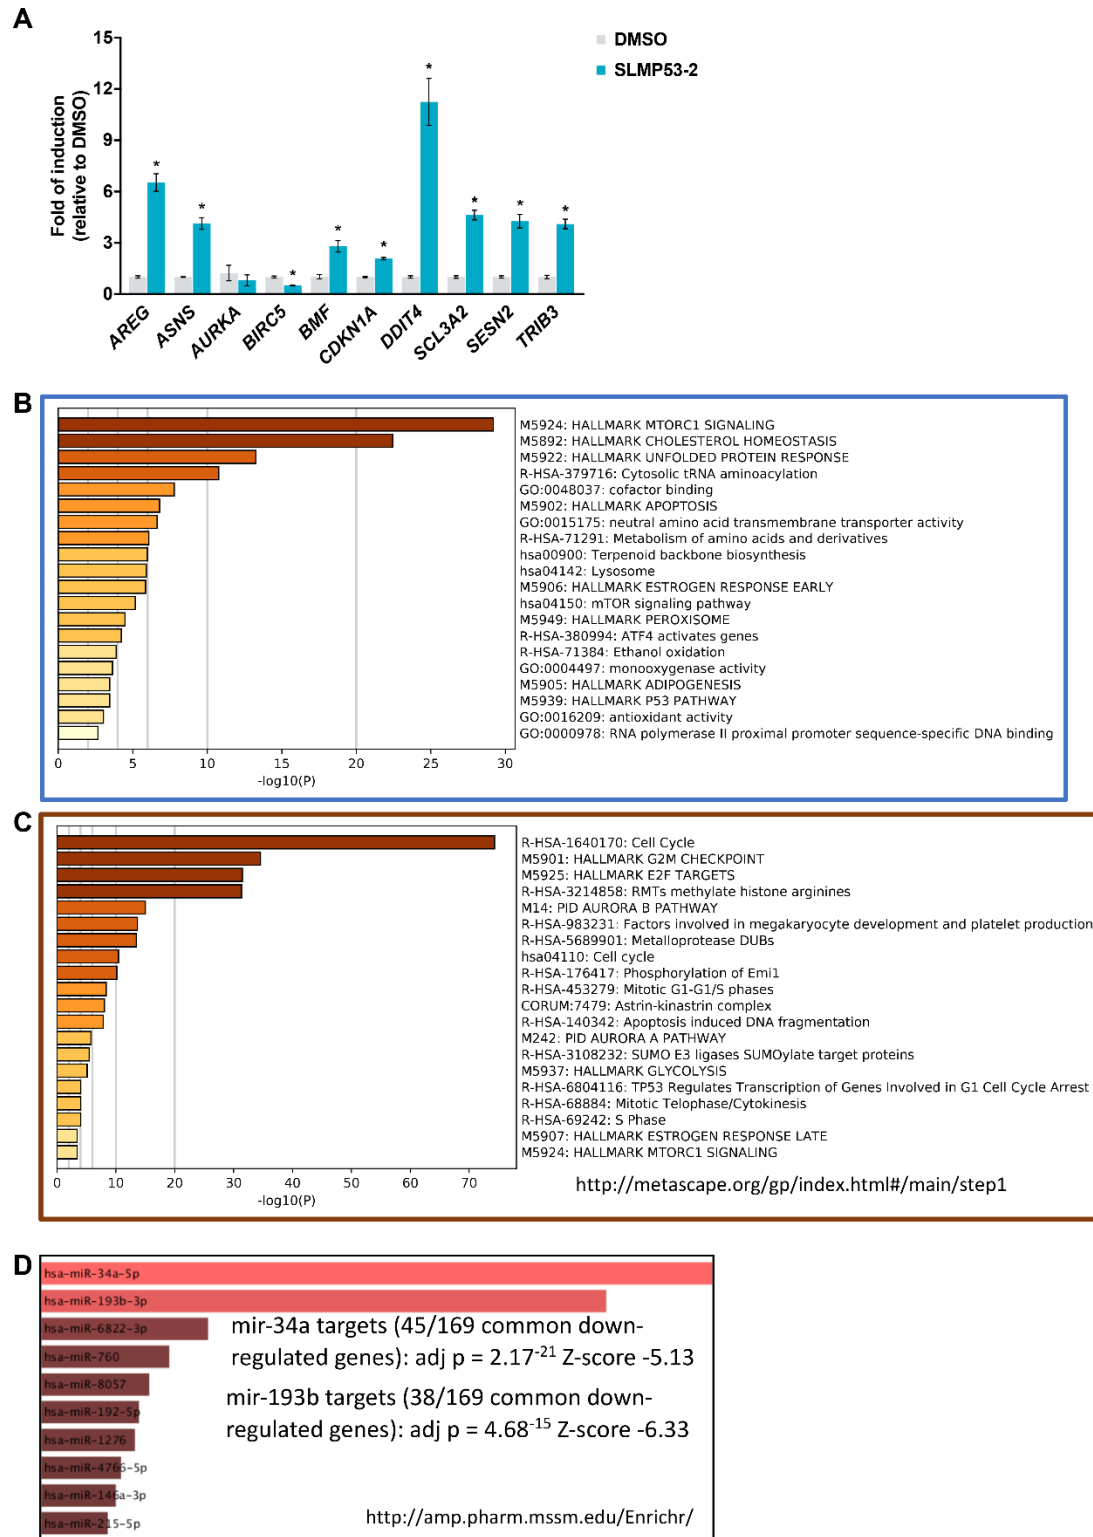 A
15
12
9
6
3
0
Fold of induction
(relative to DMSO)
DMSO
SLMP53-2
*
*
*
*
*
*
*
*
*
AREG
ASNS
AURKA
BIRC5
BMF
CDKN1A
DDIT4
SCL3A2
SESN2
TRIB3
B
M5924: HALLMARK MTORC1 SIGNALING
M5892: HALLMARK CHOLESTEROL HOMEOSTASIS
M5922: HALLMARK UNFOLDED PROTEIN RESPONSE
R-HSA-379716: Cytosolic tRNA aminoacylation
GO:0048037: cofactor binding
M5902: HALLMARK APOPTOSIS
GO:0015175: neutral amino acid transmembrane transporter activity
R-HSA-71291: Metabolism of amino acids and derivatives
hsa00900: Terpenoid backbone biosynthesis
hsa04142: Lysosome
M5906: HALLMARK ESTROGEN RESPONSE EARLY
hsa04150: mTOR signaling pathway
M5949: HALLMARK PEROXISOME
R-HSA-380994: ATF4 activates genes
R-HSA-71384: Ethanol oxidation
GO:0004497: monooxygenase activity
M5905: HALLMARK ADIPOGENESIS
M5939: HALLMARK P53 PATHWAY
GO:0016209: antioxidant activity
GO:0000978: RNA polymerase II proximal promoter sequence-specific DNA binding
0 5 10 15 20 25 30
-log10(P)
C
R-HSA-1640170: Cell Cycle
M5901: HALLMARK G2M CHECKPOINT
M5925: HALLMARK E2F TARGETS
R-HSA-3214858: RMTs methylate histone arginines
M14: PID AURORA B PATHWAY
R-HSA-983231: Factors involved in megakaryocyte development and platelet production
R-HSA-5689901: Metalloprotease DUBs
hsa04110: Cell cycle
R-HSA-176417: Phosphorylation of Emi1
R-HSA-453279: Mitotic G1-G1/S phases
CORUM:7479: Astrin-kinastrin complex
R-HSA-140342: Apoptosis induced DNA fragmentation
M242: PID AURORA A PATHWAY
R-HSA-3108232: SUMO E3 ligases SUMOylate target proteins
M5937: HALLMARK GLYCOLYSIS
R-HSA-6804116: TP53 Regulates Transcription of Genes Involved in G1 Cell Cycle Arrest
R-HSA-68884: Mitotic Telophase/Cytokinesis
R-HSA-69242: S Phase
M5907: HALLMARK ESTROGEN RESPONSE LATE
M5924: HALLMARK MTORC1 SIGNALING
0 10 20 30 40 50 60 70
-log10(P)
http://metascape.org/gp/index.html#/main/step1
D
hsa-miR-34a-5p
hsa-miR-193b-3p
hsa-miR-6822-3p
hsa-miR-760
hsa-miR-8057
hsa-miR-192-5p
hsa-miR-1276
hsa-miR-4766-5p
hsa-miR-146a-3p
hsa-miR-215-5p
mir-34a targets (45/169 common down-
regulated genes): adj p = 2.17-21 Z-score -5.13
mir-193b targets (38/169 common down-
regulated genes): adj p = 4.68-15 Z-score -6.33
http://amp.pharm.mssm.edu/Enrichr/